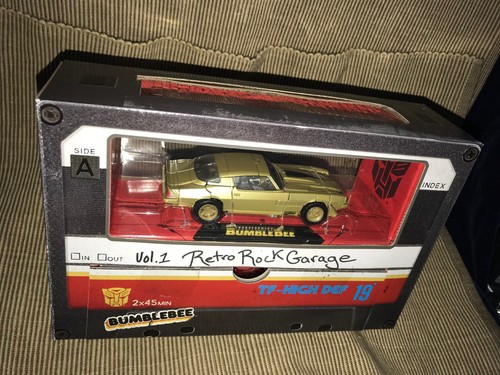 SIDE
A
INDEX
BUMBLEBEE
IN OUT Vol.1 Retro Rock Garage
TF-HIGH DEF 19
2x45MIN
BUMBLEBEE